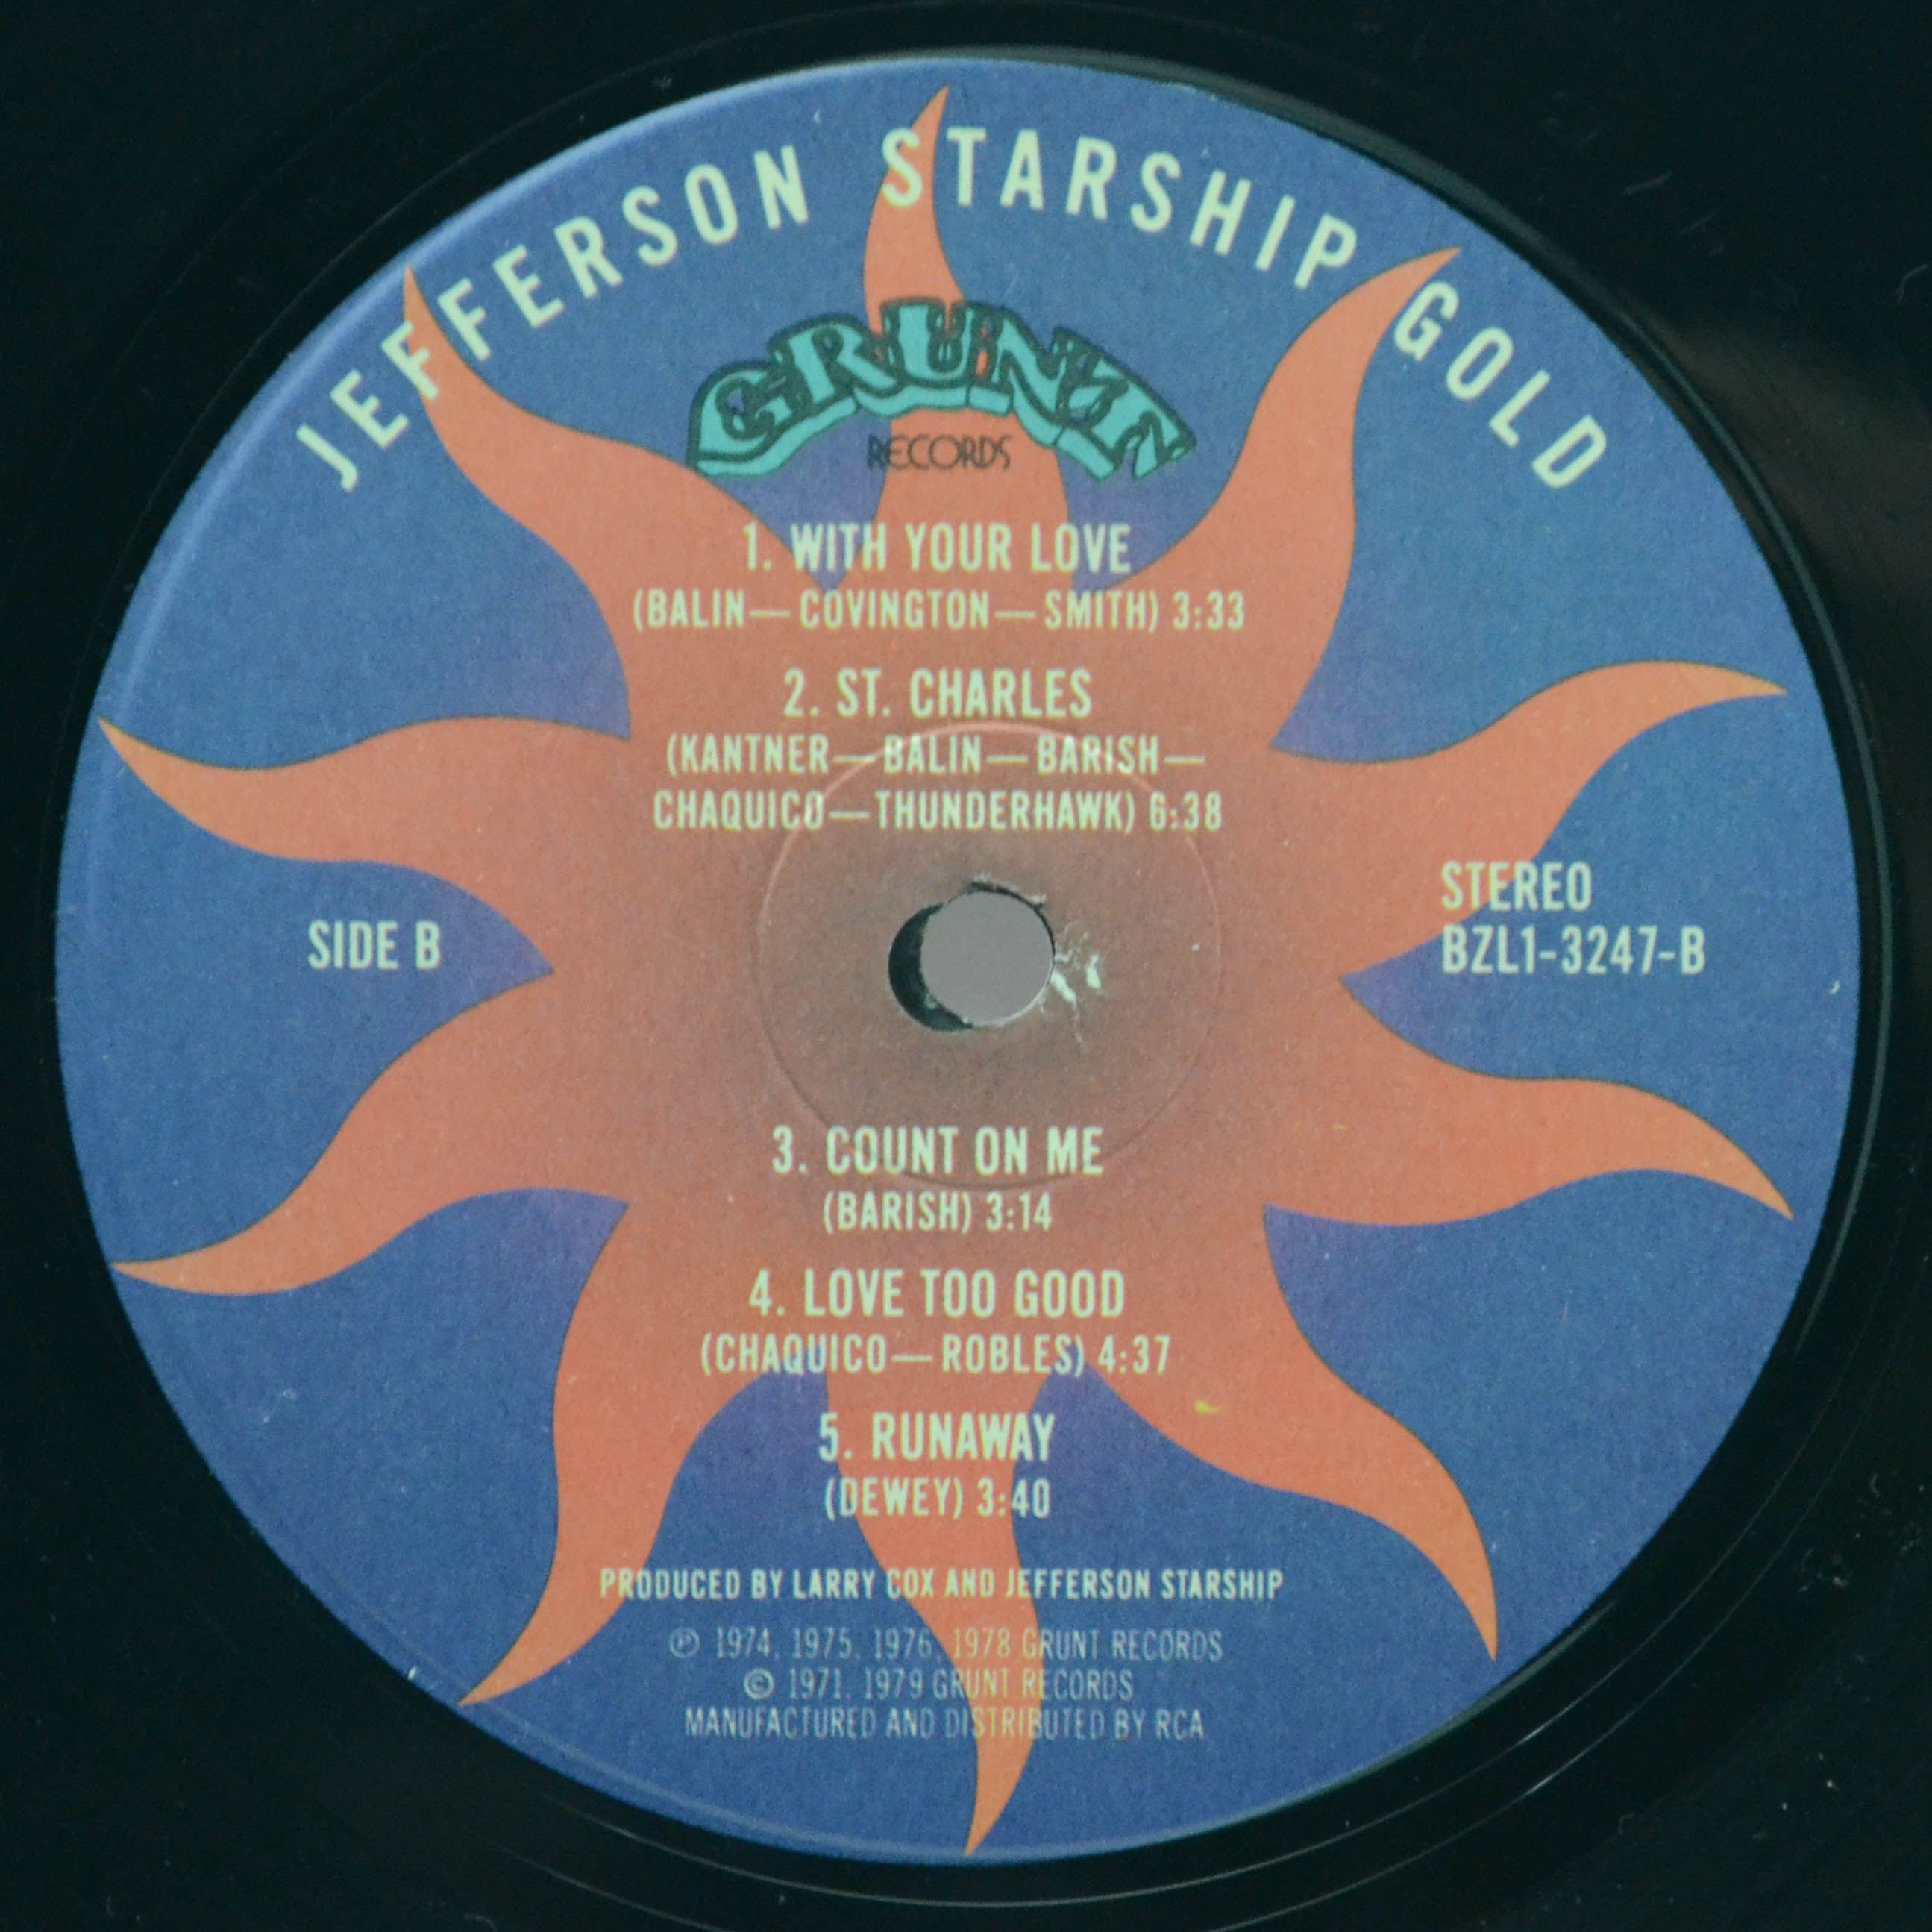 JEFFERSON STARSHIP GOLD
GRUNT
RECORDS
1. WITH YOUR LOVE
(BALIN—COVINGTON—SMITH) 3:33
2. ST. CHARLES
(KANTNER—BALIN—BARISH—
CHAQUICO—THUNDERHAWK) 6:38
SIDE B
STEREO
BZL1-3247-B
3. COUNT ON ME
(BARISH) 3:14
4. LOVE TOO GOOD
(CHAQUICO—ROBLES) 4:37
5. RUNAWAY
(DEWEY) 3:40
PRODUCED BY LARRY COX AND JEFFERSON STARSHIP
℗ 1974, 1975, 1976, 1978 GRUNT RECORDS
© 1971, 1979 GRUNT RECORDS
MANUFACTURED AND DISTRIBUTED BY RCA